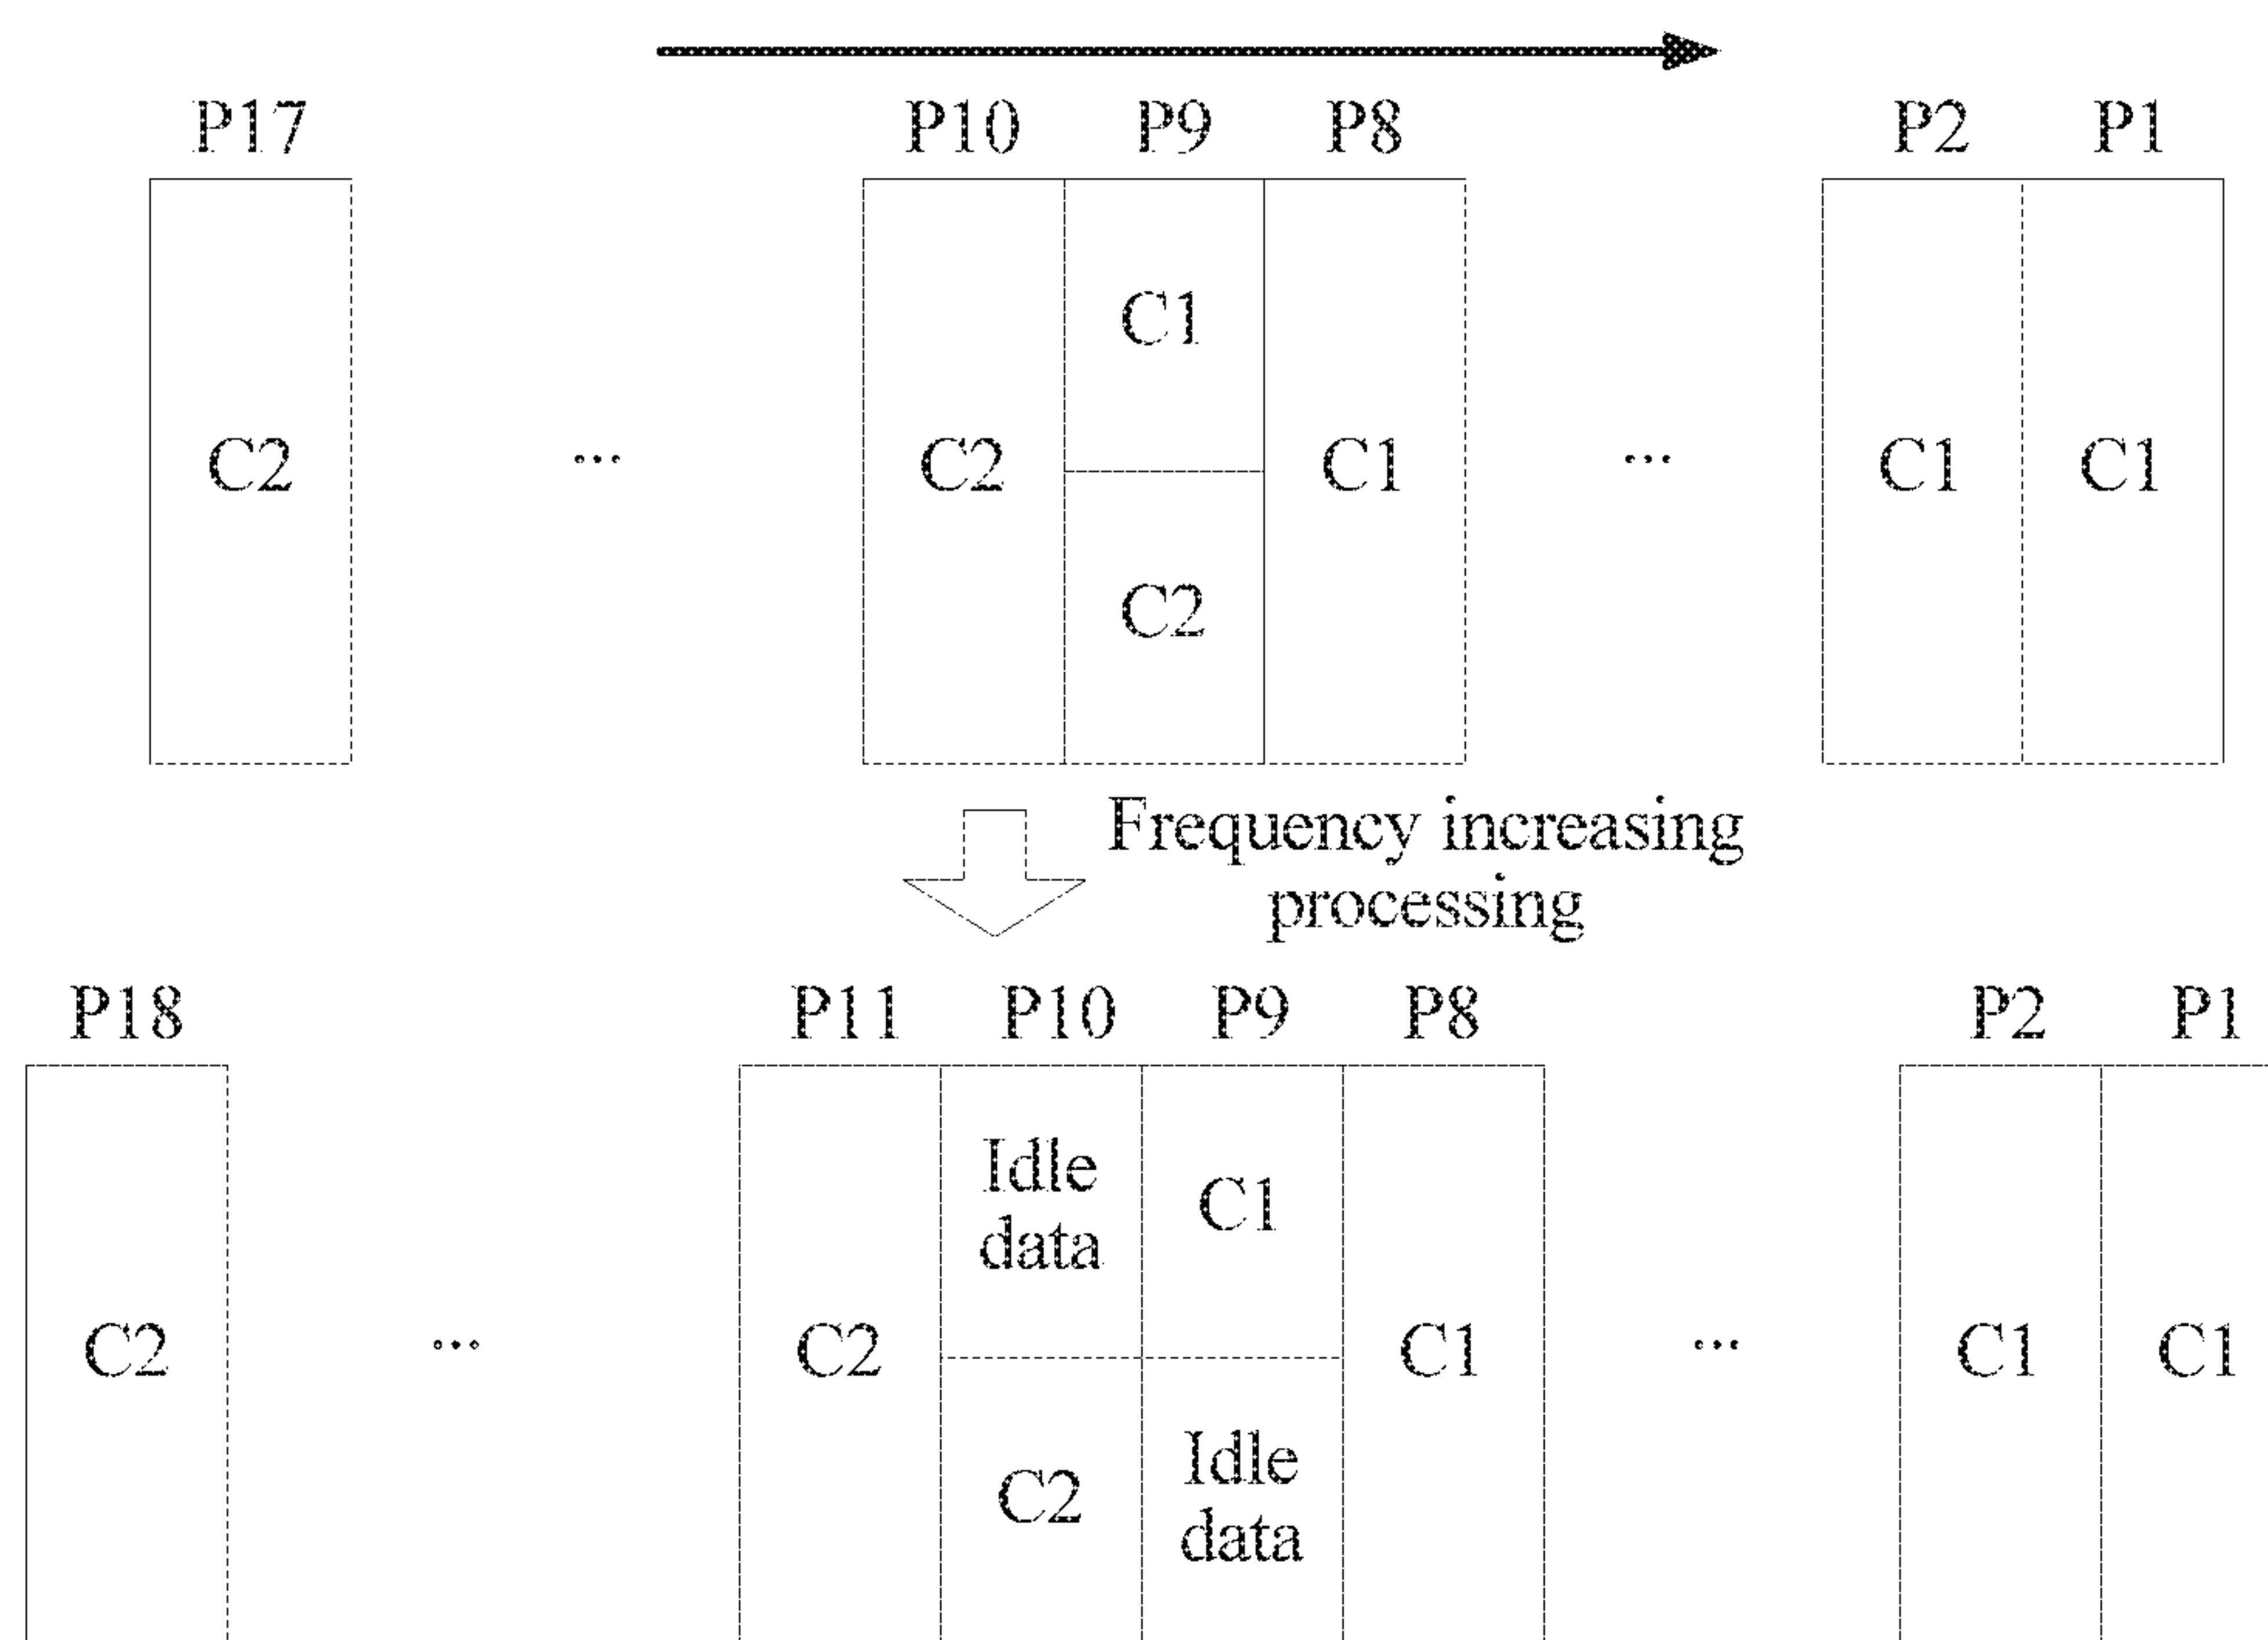 P17 ... P10 P9 P8 P2 P1
C1
C2 ... C2 C1 ... C1 C1
C2
Frequency increasing
processing
P18 P11 P10 P9 P8 P2 P1
Idle
data C1
C2 ... C2 C1 ... C1 C1
C2 Idle
data